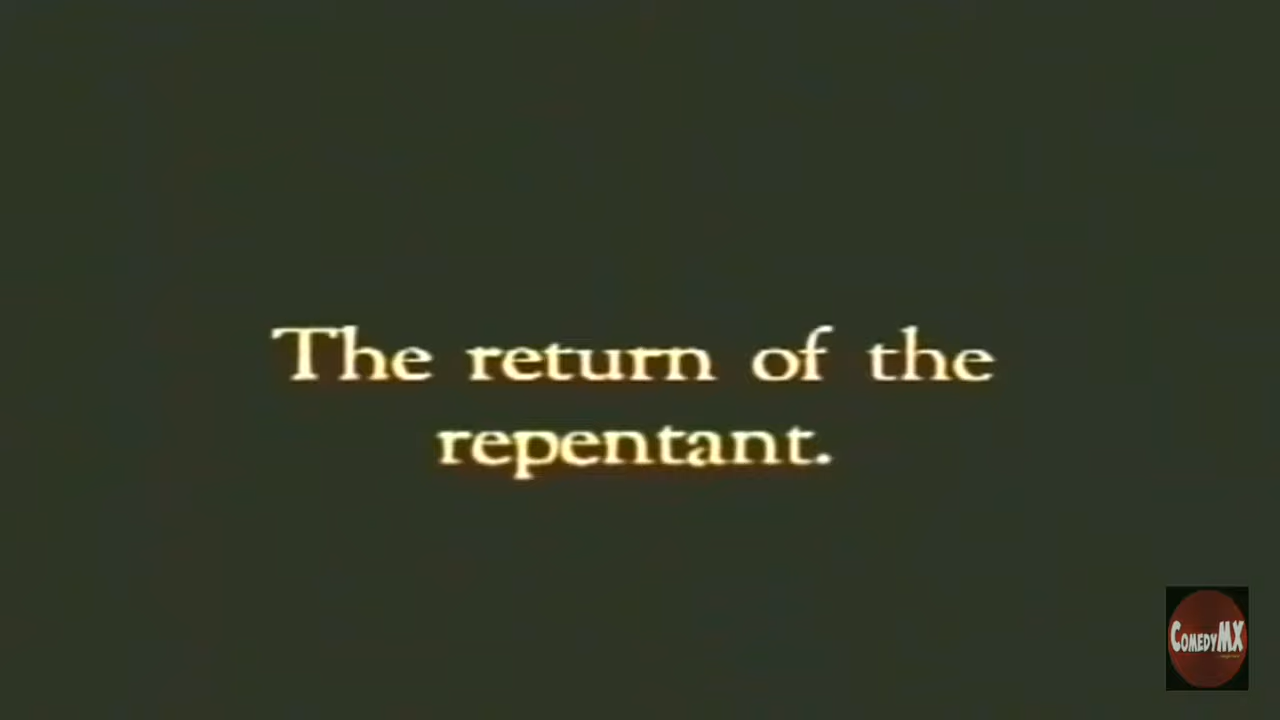 The return of the
repentant.
COMEDYMX